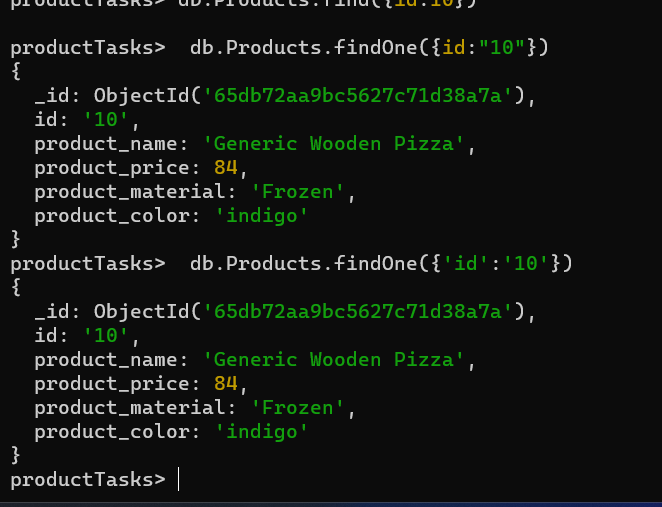 productTasks> db.Products.find({id:10})
productTasks>  db.Products.findOne({id:"10"})
{
  _id: ObjectId('65db72aa9bc5627c71d38a7a'),
  id: '10',
  product_name: 'Generic Wooden Pizza',
  product_price: 84,
  product_material: 'Frozen',
  product_color: 'indigo'
}
productTasks>  db.Products.findOne({'id':'10'})
{
  _id: ObjectId('65db72aa9bc5627c71d38a7a'),
  id: '10',
  product_name: 'Generic Wooden Pizza',
  product_price: 84,
  product_material: 'Frozen',
  product_color: 'indigo'
}
productTasks>